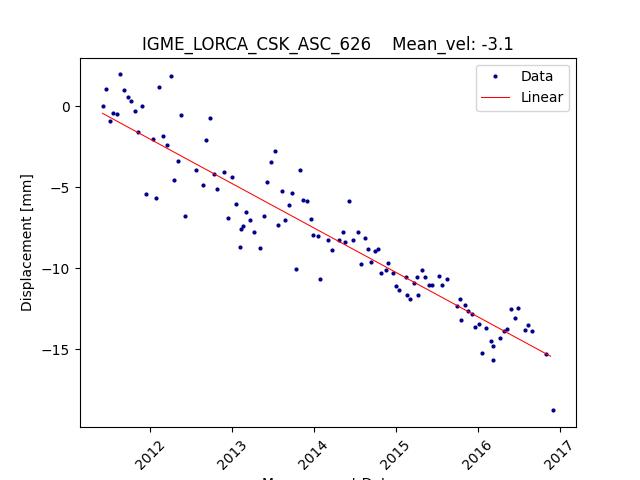 IGME_LORCA_CSK_ASC_626    Mean_vel: -3.1
Data
Linear
Displacement [mm]
0
−5
−10
−15
2012
2013
2014
2015
2016
2017